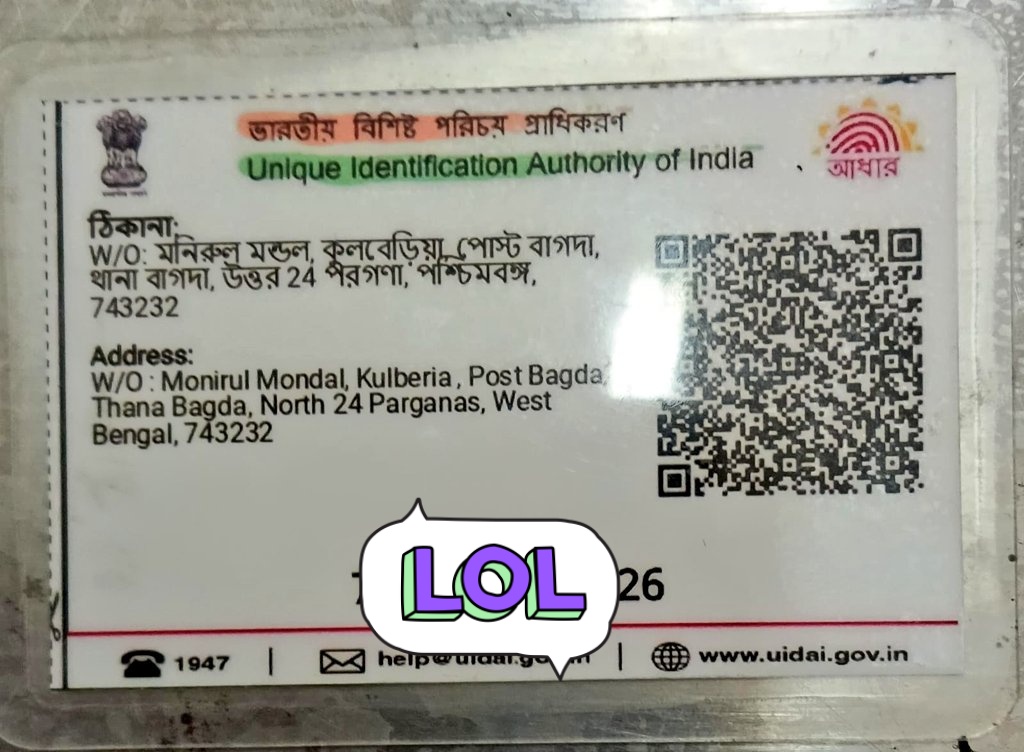 ভারতীয় বিশিষ্ট পরিচয় প্রাধিকরণ
Unique Identification Authority of India
আধার
ঠিকানা:
W/O: মনিরুল মন্ডল, কুলবেড়িয়া, পোস্ট বাগদা,
থানা বাগদা, উত্তর 24 পরগণা, পশ্চিমবঙ্গ,
743232
Address:
W/O : Monirul Mondal, Kulberia, Post Bagda,
Thana Bagda, North 24 Parganas, West
Bengal, 743232
LOL
26
1947 | help@uidai.gov.in | www.uidai.gov.in